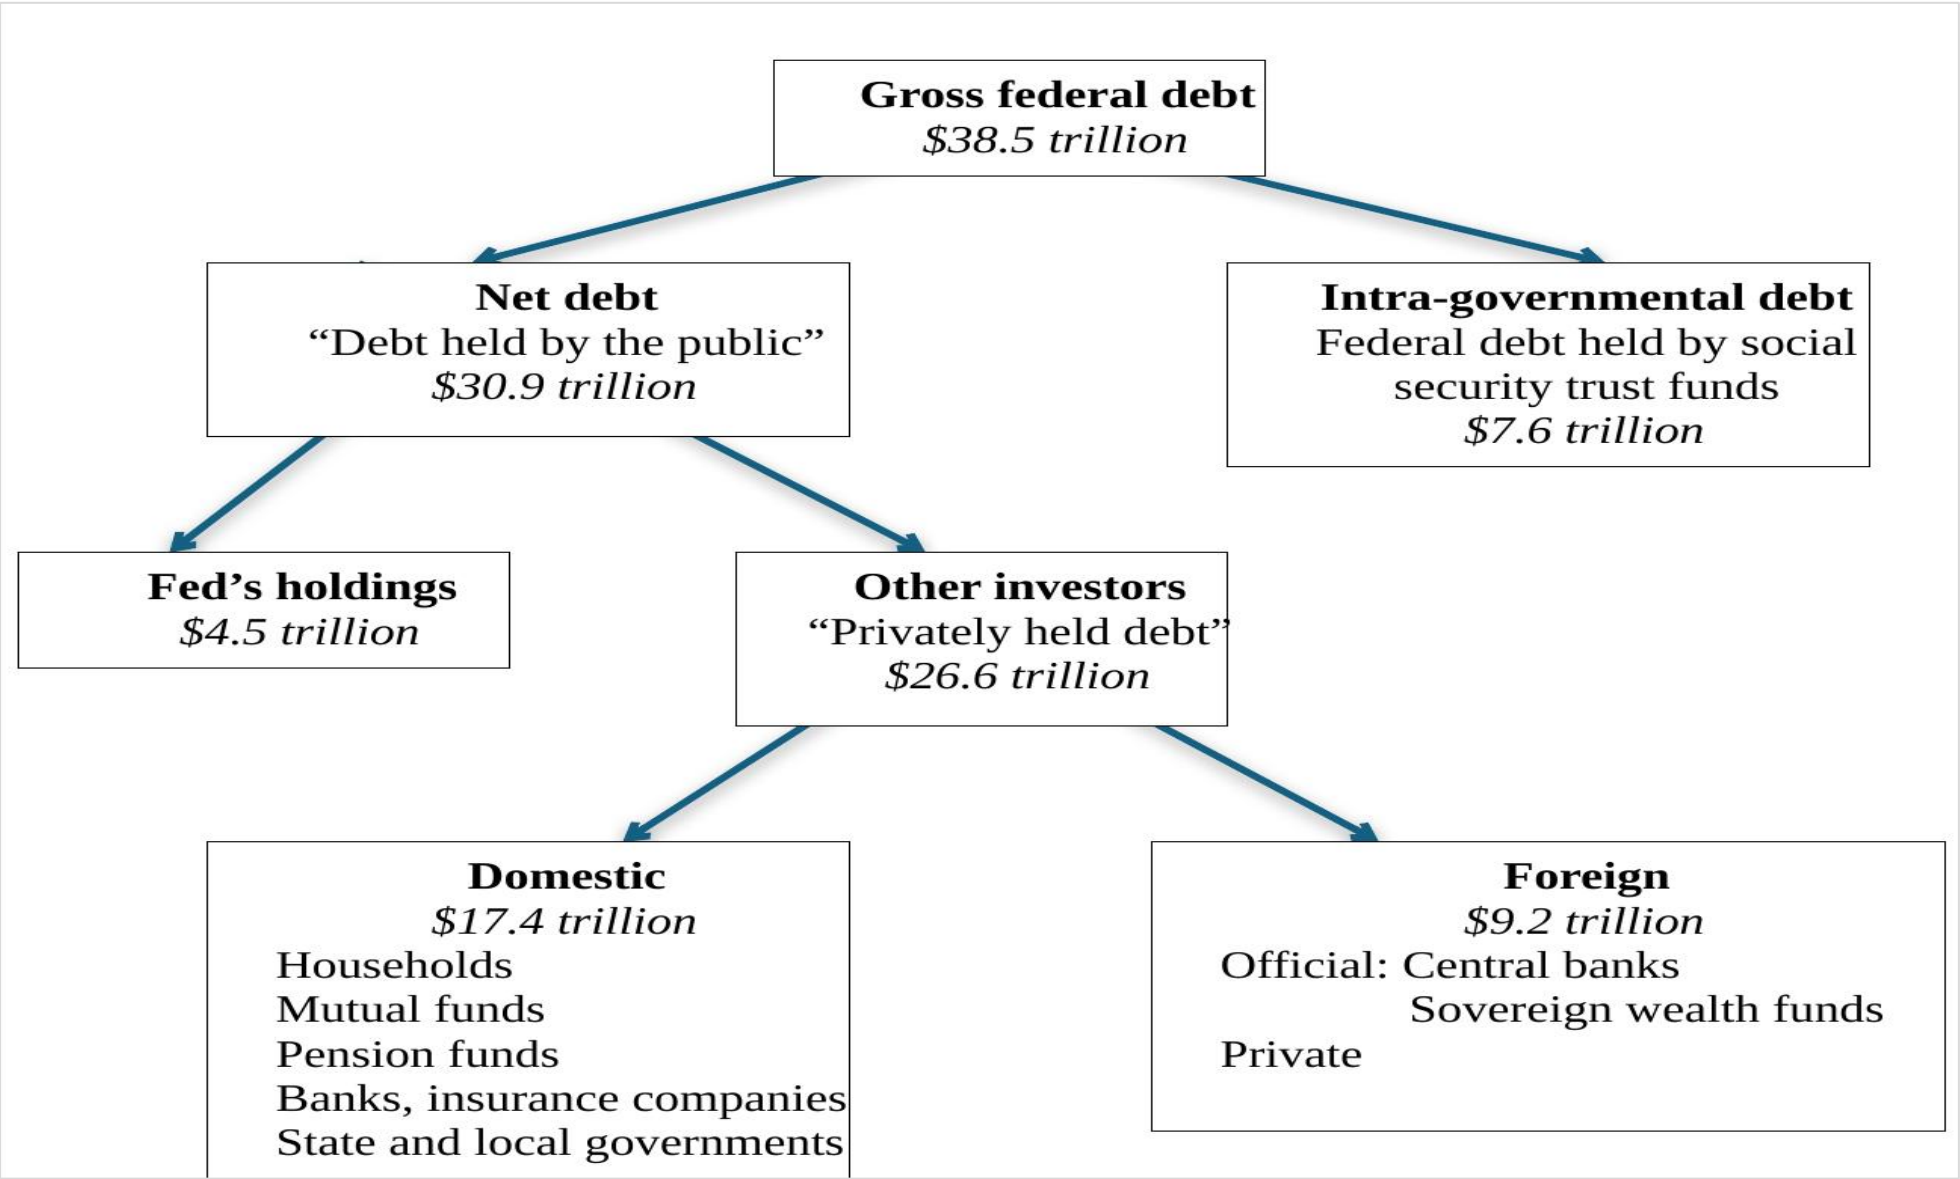 Gross federal debt
$38.5 trillion
Net debt
“Debt held by the public”
$30.9 trillion
Intra-governmental debt
Federal debt held by social
security trust funds
$7.6 trillion
Fed’s holdings
$4.5 trillion
Other investors
“Privately held debt”
$26.6 trillion
Domestic
$17.4 trillion
Households
Mutual funds
Pension funds
Banks, insurance companies
State and local governments
Foreign
$9.2 trillion
Official: Central banks
Sovereign wealth funds
Private